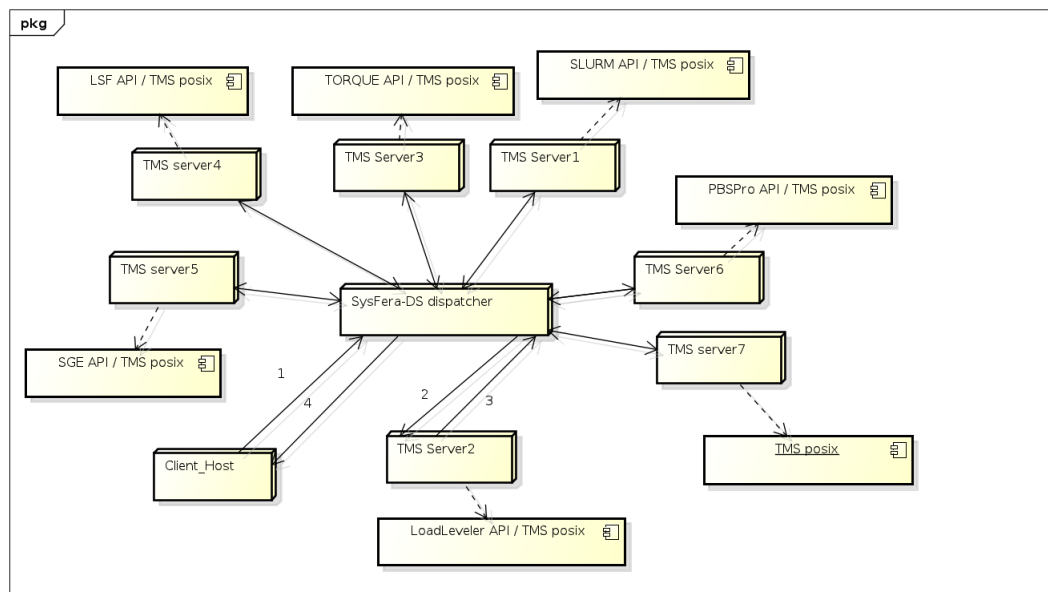 pkg
SLURM API / TMS posix
LSF API / TMS posix
TORQUE API / TMS posix
TMS server4
TMS Server3
TMS Server1
PBSPro API / TMS posix
TMS server5
TMS Server6
SysFera-DS dispatcher
TMS server7
SGE API / TMS posix
1
2
3
4
TMS Server2
TMS posix
Client_Host
LoadLeveler API / TMS posix